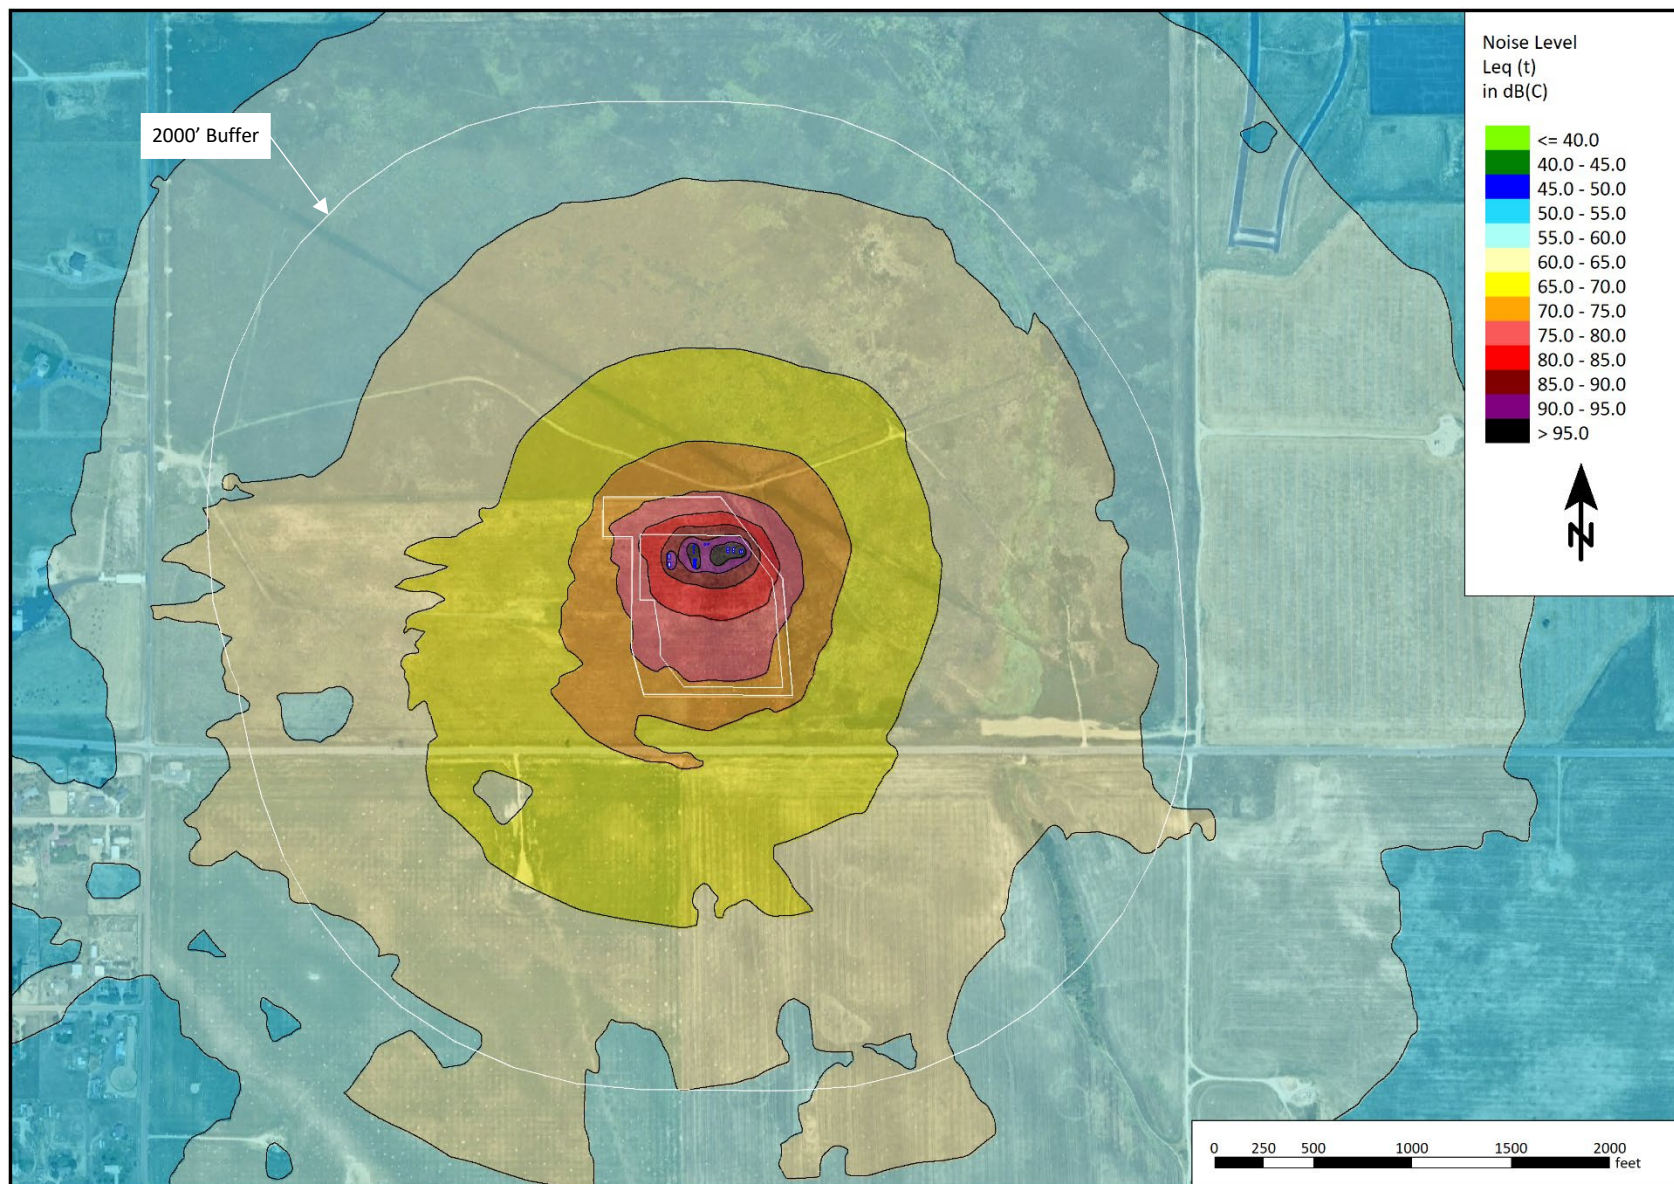 2000’ Buffer
Noise Level
Leq (t)
in dB(C)
<= 40.0
40.0 - 45.0
45.0 - 50.0
50.0 - 55.0
55.0 - 60.0
60.0 - 65.0
65.0 - 70.0
70.0 - 75.0
75.0 - 80.0
80.0 - 85.0
85.0 - 90.0
90.0 - 95.0
> 95.0
N
0 250 500 1000 1500 2000
feet